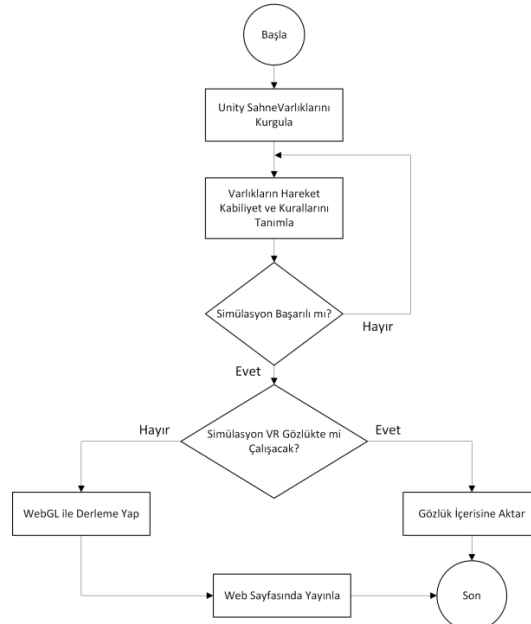 Başla
Unity SahneVarlıklarını
Kurgula
Varlıkların Hareket
Kabiliyet ve Kurallarını
Tanımla
Simülasyon Başarılı mı?
Hayır
Evet
Simülasyon VR Gözlükte mi
Çalışacak?
Hayır
Evet
WebGL ile Derleme Yap
Gözlük İçerisine Aktar
Web Sayfasında Yayınla
Son